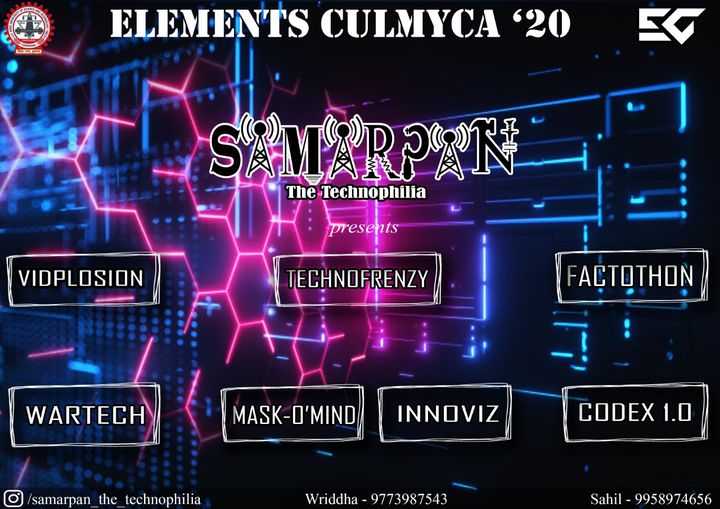 ELEMENTS CULMYCA ‘20
SAMARPAN
The Technophilia
presents
VIDPLOSION
TECHNOFRENZY
FACTOTHON
WARTECH
MASK-O'MIND
INNOVIZ
CODEX 1.0
/samarpan_the_technophilia
Wriddha - 9773987543
Sahil - 9958974656